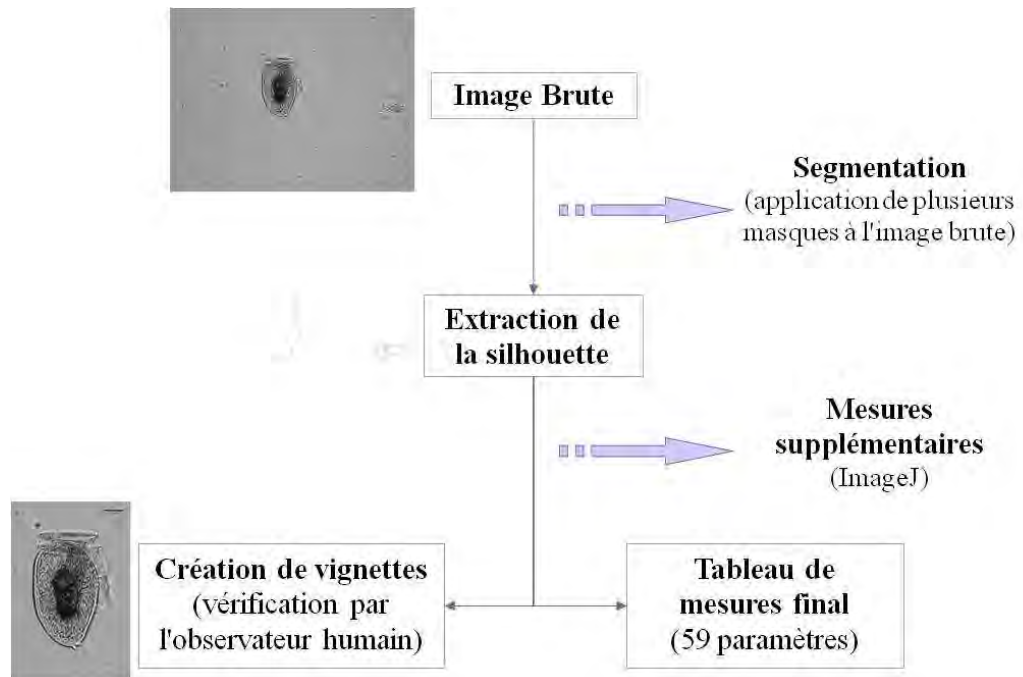 Image Brute
Segmentation
(application de plusieurs
masques à l'image brute)
Extraction de
la silhouette
Mesures
supplémentaires
(ImageJ)
Création de vignettes
(vérification par
l'observateur humain)
Tableau de
mesures final
(59 paramètres)